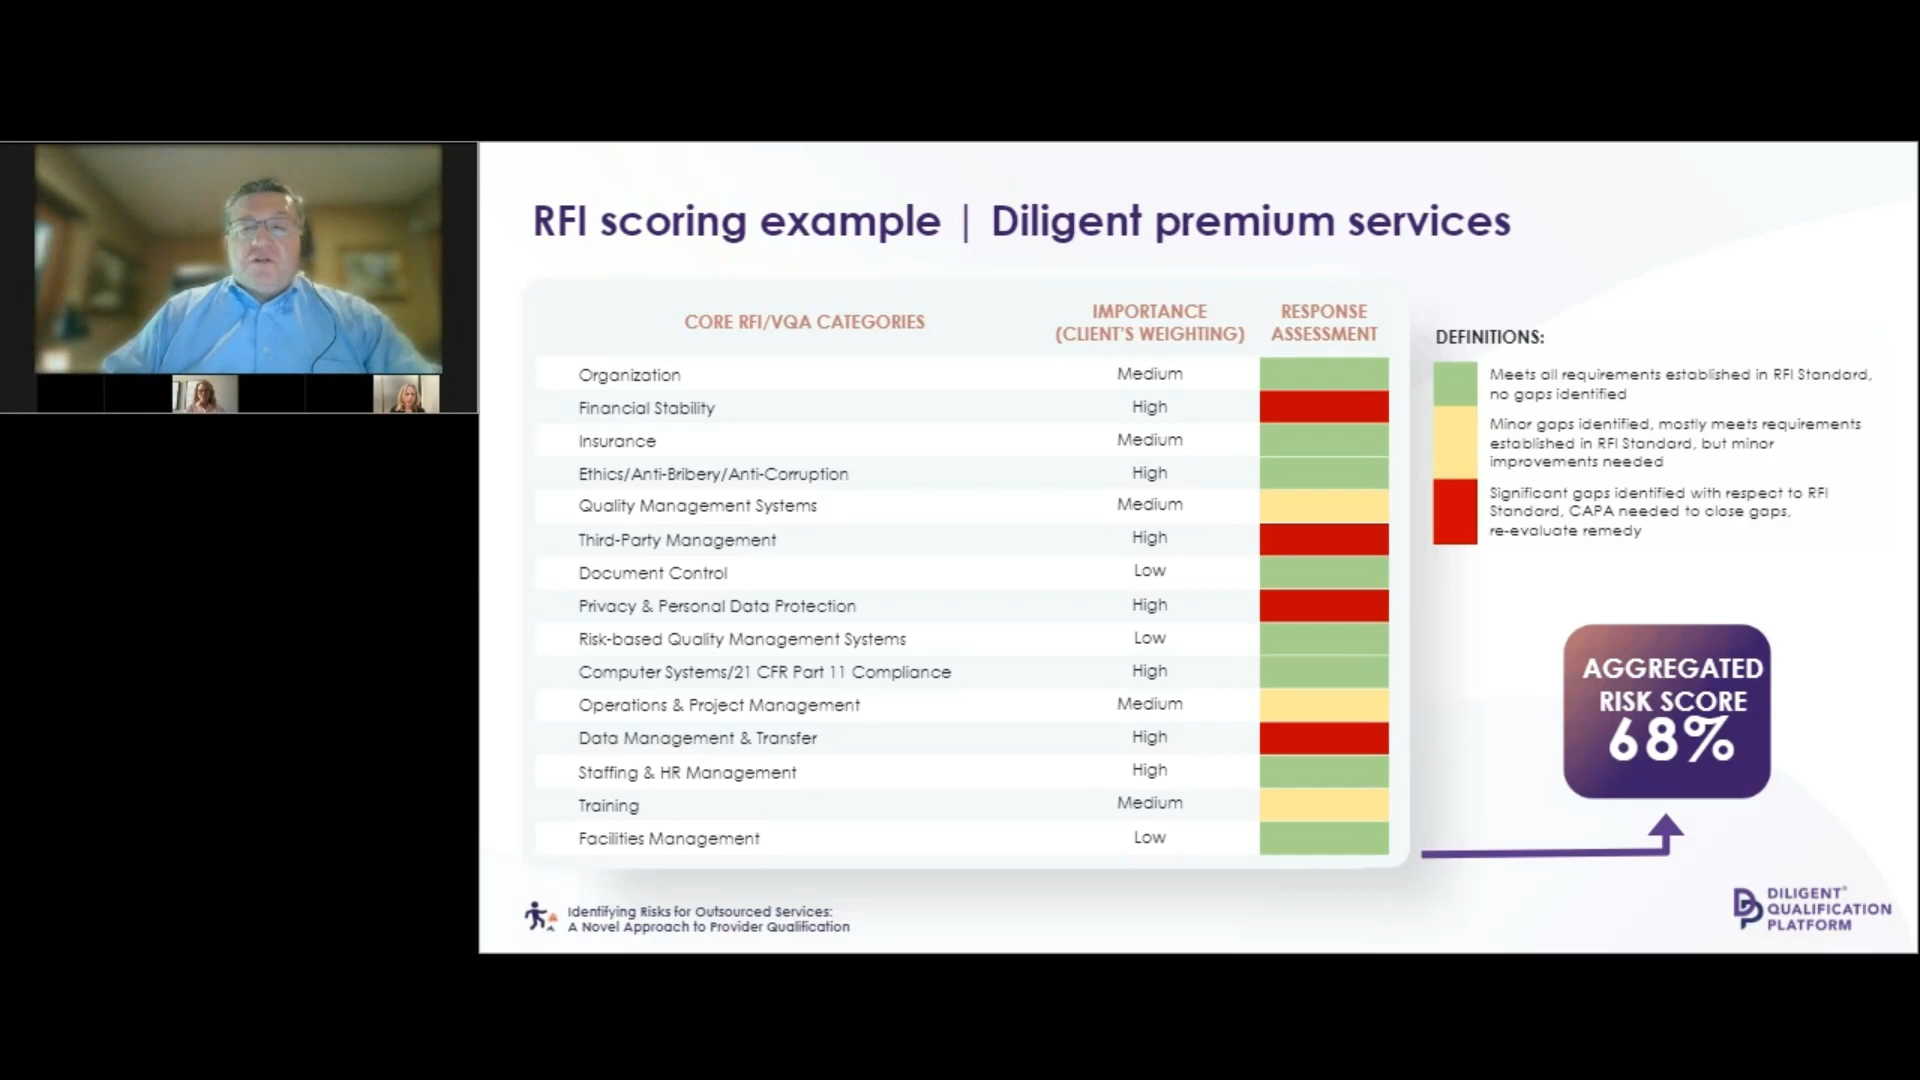 RFI scoring example | Diligent premium services
CORE RFI/VQA CATEGORIES
IMPORTANCE
(CLIENT'S WEIGHTING)
RESPONSE
ASSESSMENT
Organization Medium
Financial Stability High
Insurance Medium
Ethics/Anti-Bribery/Anti-Corruption High
Quality Management Systems Medium
Third-Party Management High
Document Control Low
Privacy & Personal Data Protection High
Risk-based Quality Management Systems Low
Computer Systems/21 CFR Part 11 Compliance High
Operations & Project Management Medium
Data Management & Transfer High
Staffing & HR Management High
Training Medium
Facilities Management Low
DEFINITIONS:
Meets all requirements established in RFI Standard,
no gaps identified
Minor gaps identified, mostly meets requirements
established in RFI Standard, but minor
improvements needed
Significant gaps identified with respect to RFI
Standard, CAPA needed to close gaps,
re-evaluate remedy
AGGREGATED
RISK SCORE
68%
Identifying Risks for Outsourced Services:
A Novel Approach to Provider Qualification
DILIGENT®
QUALIFICATION
PLATFORM